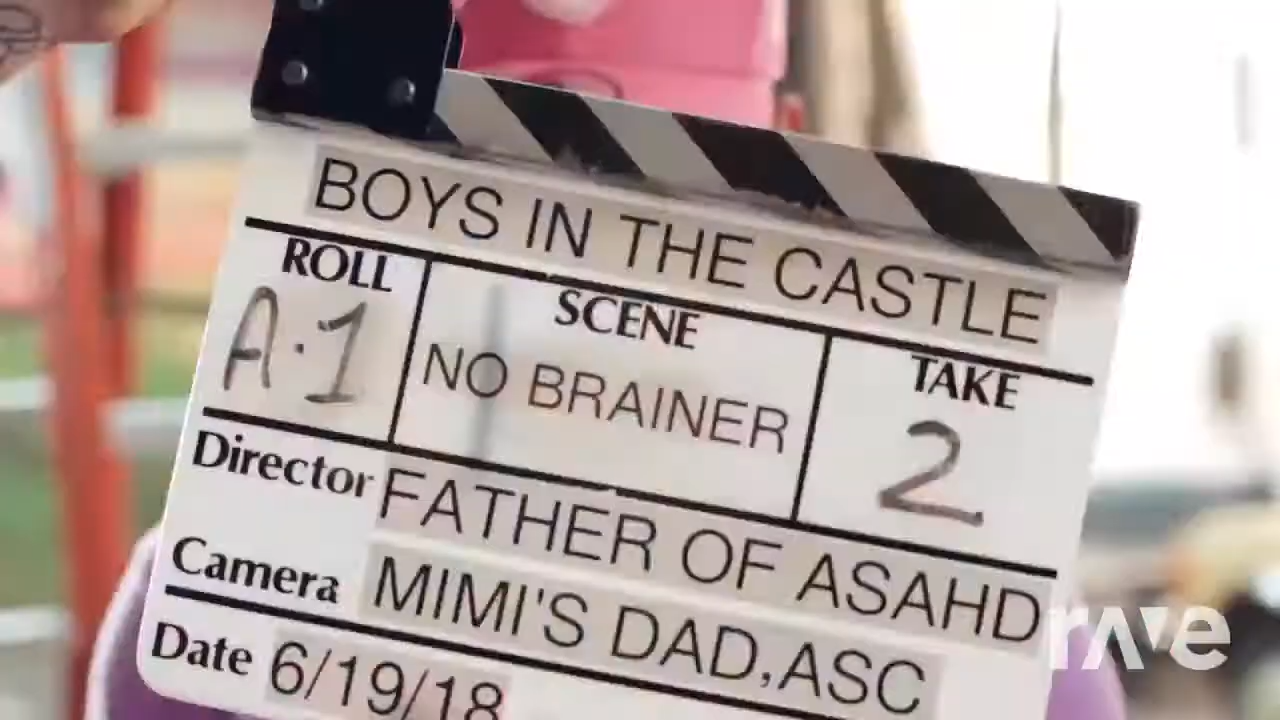 BOYS IN THE CASTLE
ROLL SCENE TAKE
A.1 NO BRAINER 2
Director FATHER OF ASAHD
Camera MIMI'S DAD,ASC
Date 6/19/18
rave